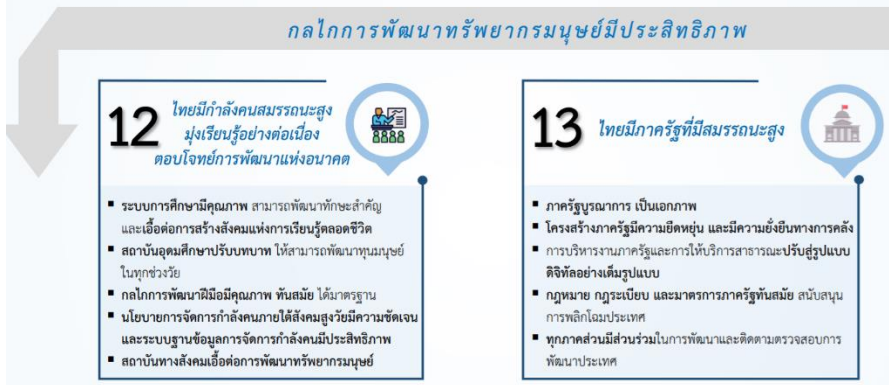 กลไกการพัฒนาทรัพยากรมนุษย์มีประสิทธิภาพ
12
ไทยมีกำลังคนสมรรถนะสูง
มุ่งเรียนรู้อย่างต่อเนื่อง
ตอบโจทย์การพัฒนาแห่งอนาคต
▪ ระบบการศึกษามีคุณภาพ สามารถพัฒนาทักษะสำคัญ
และเอื้อต่อการสร้างสังคมแห่งการเรียนรู้ตลอดชีวิต
▪ สถาบันอุดมศึกษาปรับบทบาท ให้สามารถพัฒนาทุนมนุษย์
ในทุกช่วงวัย
▪ กลไกการพัฒนาฝีมือมีคุณภาพ ทันสมัย ได้มาตรฐาน
▪ นโยบายการจัดการกำลังคนภายใต้สังคมสูงวัยมีความชัดเจน
และระบบฐานข้อมูลการจัดการกำลังคนมีประสิทธิภาพ
▪ สถาบันทางสังคมเอื้อต่อการพัฒนาทรัพยากรมนุษย์
13 ไทยมีภาครัฐที่มีสมรรถนะสูง
▪ ภาครัฐบูรณาการ เป็นเอกภาพ
▪ โครงสร้างภาครัฐมีความยืดหยุ่น และมีความยั่งยืนทางการคลัง
▪ การบริหารงานภาครัฐและการให้บริการสาธารณะปรับสู่รูปแบบ
ดิจิทัลอย่างเต็มรูปแบบ
▪ กฎหมาย กฎระเบียบ และมาตรการภาครัฐทันสมัย สนับสนุน
การพลิกโฉมประเทศ
▪ ทุกภาคส่วนมีส่วนร่วมในการพัฒนาและติดตามตรวจสอบการ
พัฒนาประเทศ